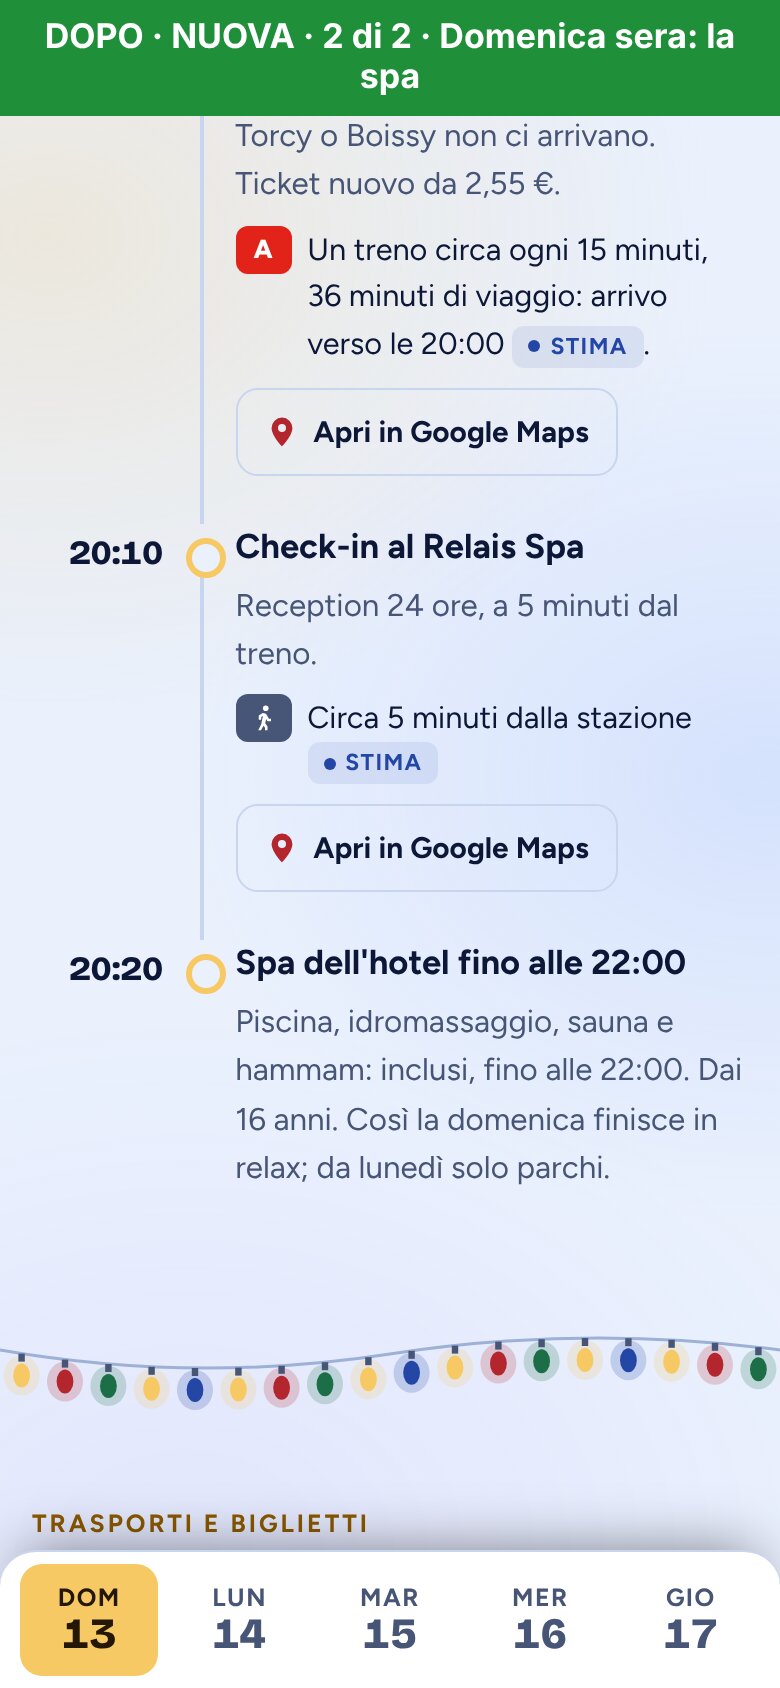 DOPO · NUOVA · 2 di 2 · Domenica sera: la
spa
Torcy o Boissy non ci arrivano.
Ticket nuovo da 2,55 €.
A Un treno circa ogni 15 minuti,
36 minuti di viaggio: arrivo
verso le 20:00 • STIMA .
Apri in Google Maps
20:10 Check-in al Relais Spa
Reception 24 ore, a 5 minuti dal
treno.
Circa 5 minuti dalla stazione
• STIMA
Apri in Google Maps
20:20 Spa dell'hotel fino alle 22:00
Piscina, idromassaggio, sauna e
hammam: inclusi, fino alle 22:00. Dai
16 anni. Così la domenica finisce in
relax; da lunedì solo parchi.
TRASPORTI E BIGLIETTI
DOM LUN MAR MER GIO
13 14 15 16 17